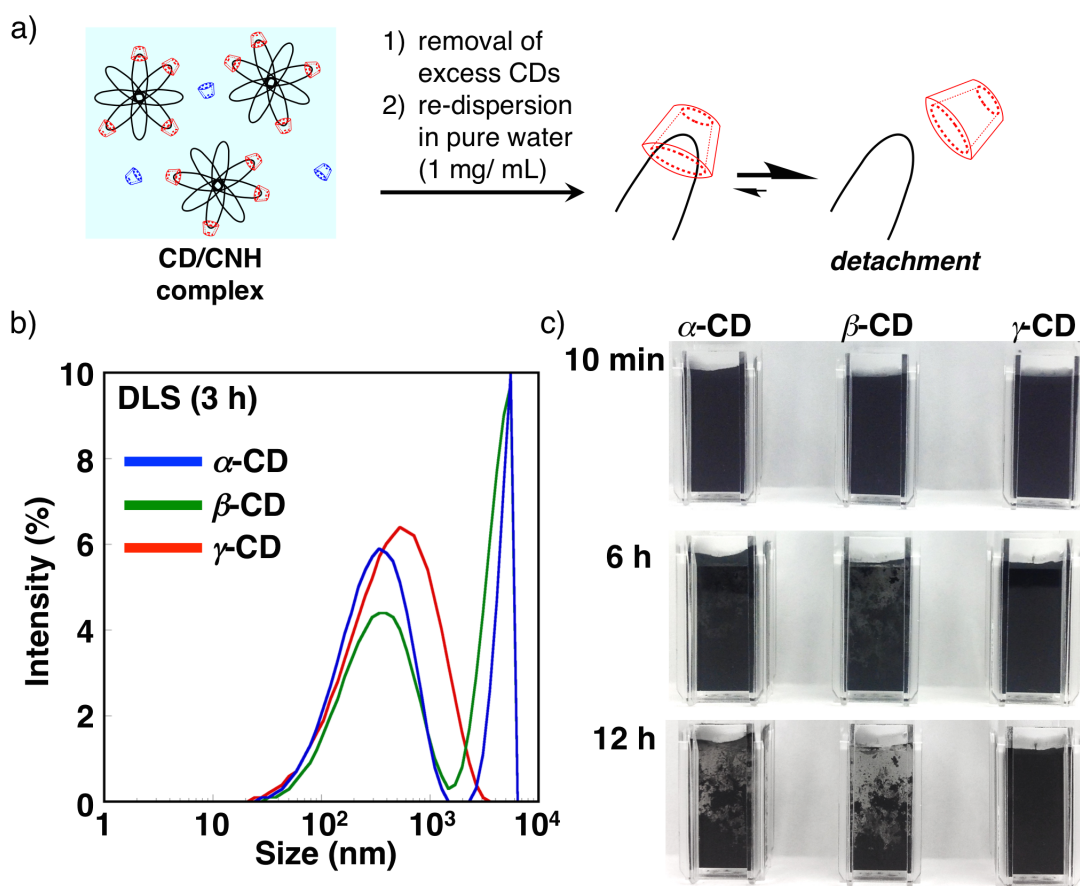 a)
1) removal of
excess CDs
2) re-dispersion
in pure water
(1 mg/ mL)
CD/CNH
complex
detachment
b)
DLS (3 h)
α-CD
β-CD
γ-CD
Intensity (%)
10
8
6
4
2
0
1
10
10²
10³
10⁴
Size (nm)
c)
α-CD
β-CD
γ-CD
10 min
6 h
12 h